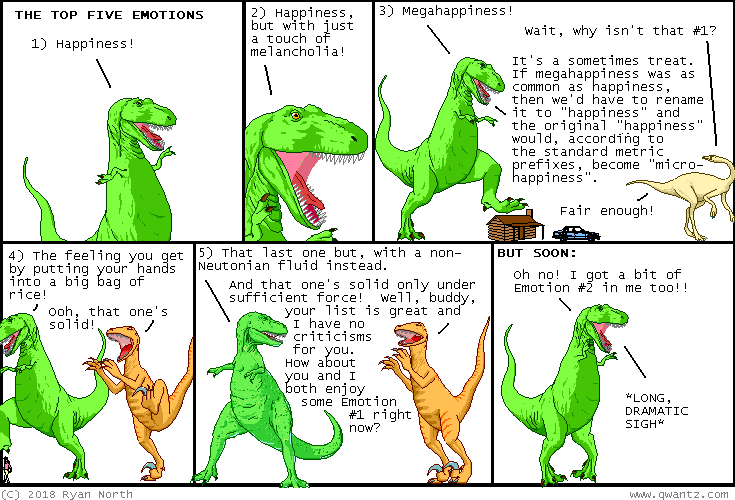 THE TOP FIVE EMOTIONS
1) Happiness!
2) Happiness,
but with just
a touch of
melancholia!
3) Megahappiness!
Wait, why isn't that #1?
It's a sometimes treat.
If megahappiness was as
common as happiness,
then we'd have to rename
it to "happiness" and
the original "happiness"
would, according to
the standard metric
prefixes, become "micro-
happiness".
Fair enough!
4) The feeling you get
by putting your hands
into a big bag of
rice!
Ooh, that one's
solid!
5) That last one but, with a non-
Neutonian fluid instead.
And that one's solid only under
sufficient force! Well, buddy,
your list is great and
I have no
criticisms
for you.
How about
you and I
both enjoy
some Emotion
#1 right
now?
BUT SOON:
Oh no! I got a bit of
Emotion #2 in me too!!
*LONG,
DRAMATIC
SIGH*
(C) 2018 Ryan North
www.qwantz.com